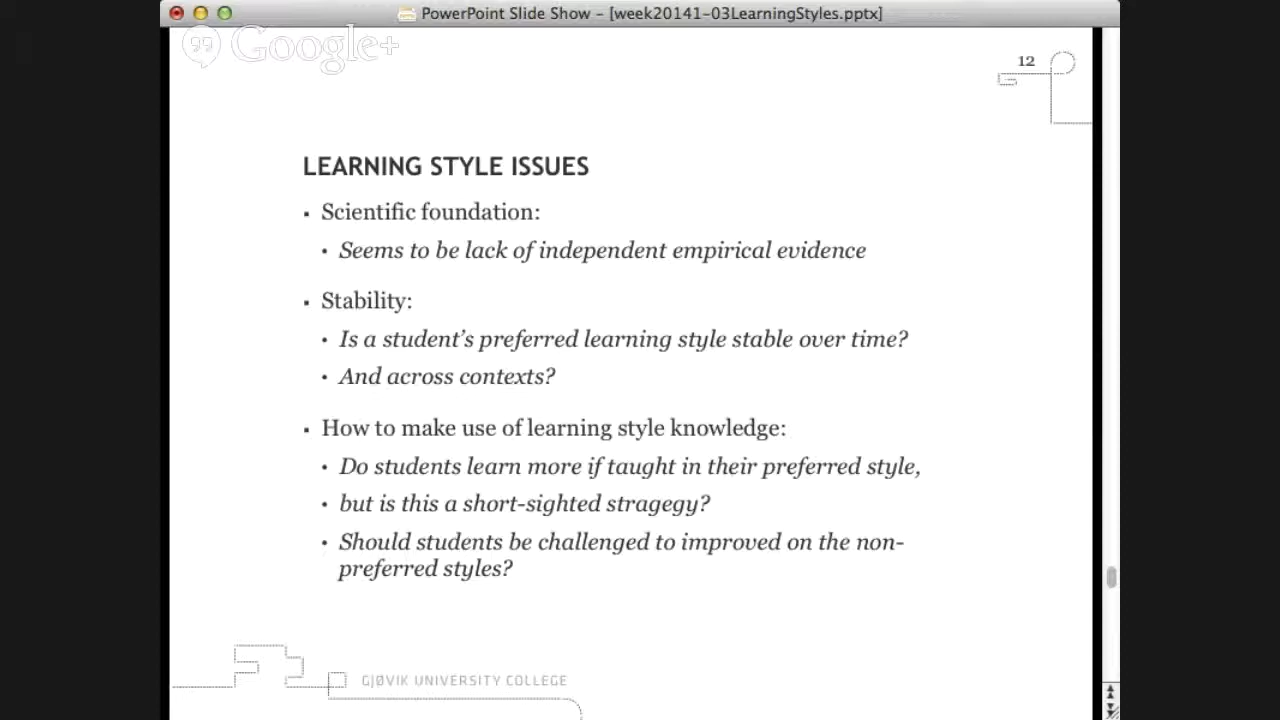 PowerPoint Slide Show – [week20141-03LearningStyles.pptx]
Google+
12
LEARNING STYLE ISSUES
▪ Scientific foundation:
• Seems to be lack of independent empirical evidence
▪ Stability:
• Is a student's preferred learning style stable over time?
• And across contexts?
▪ How to make use of learning style knowledge:
• Do students learn more if taught in their preferred style,
• but is this a short-sighted stragegy?
• Should students be challenged to improved on the non-
preferred styles?
GJØVIK UNIVERSITY COLLEGE